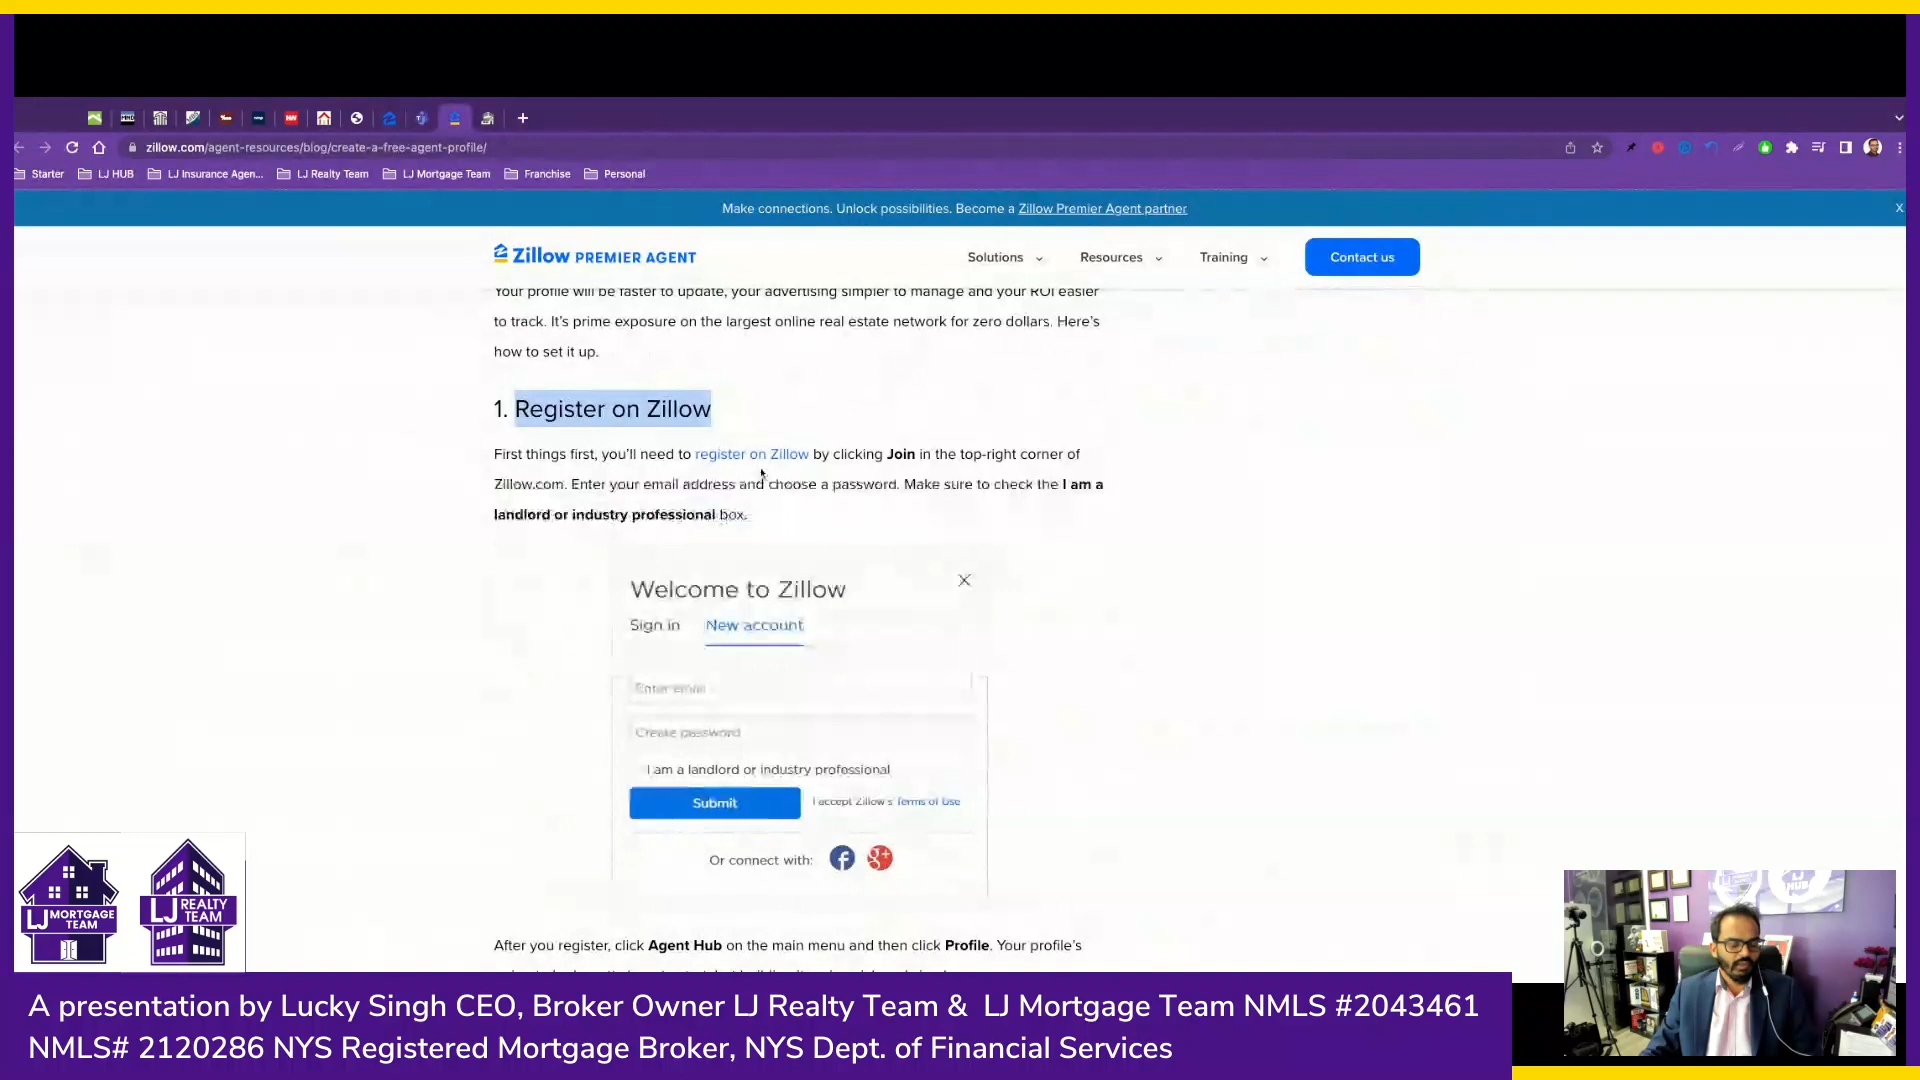 zillow.com/agent-resources/blog/create-a-free-agent-profile/
Starter LJ HUB LJ Insurance Agen... LJ Realty Team LJ Mortgage Team Franchise Personal
Make connections. Unlock possibilities. Become a Zillow Premier Agent partner
X
Zillow PREMIER AGENT
Solutions Resources Training Contact us
Your profile will be faster to update, your advertising simpler to manage and your ROI easier
to track. It's prime exposure on the largest online real estate network for zero dollars. Here's
how to set it up.
1. Register on Zillow
First things first, you'll need to register on Zillow by clicking Join in the top-right corner of
Zillow.com. Enter your email address and choose a password. Make sure to check the I am a
landlord or industry professional box.
Welcome to Zillow
Sign in New account
Enter email
Create password
I am a landlord or industry professional
Submit I accept Zillow's Terms of Use
Or connect with:
After you register, click Agent Hub on the main menu and then click Profile. Your profile's
LJ MORTGAGE TEAM
LJ REALTY TEAM
A presentation by Lucky Singh CEO, Broker Owner LJ Realty Team & LJ Mortgage Team NMLS #2043461
NMLS# 2120286 NYS Registered Mortgage Broker, NYS Dept. of Financial Services